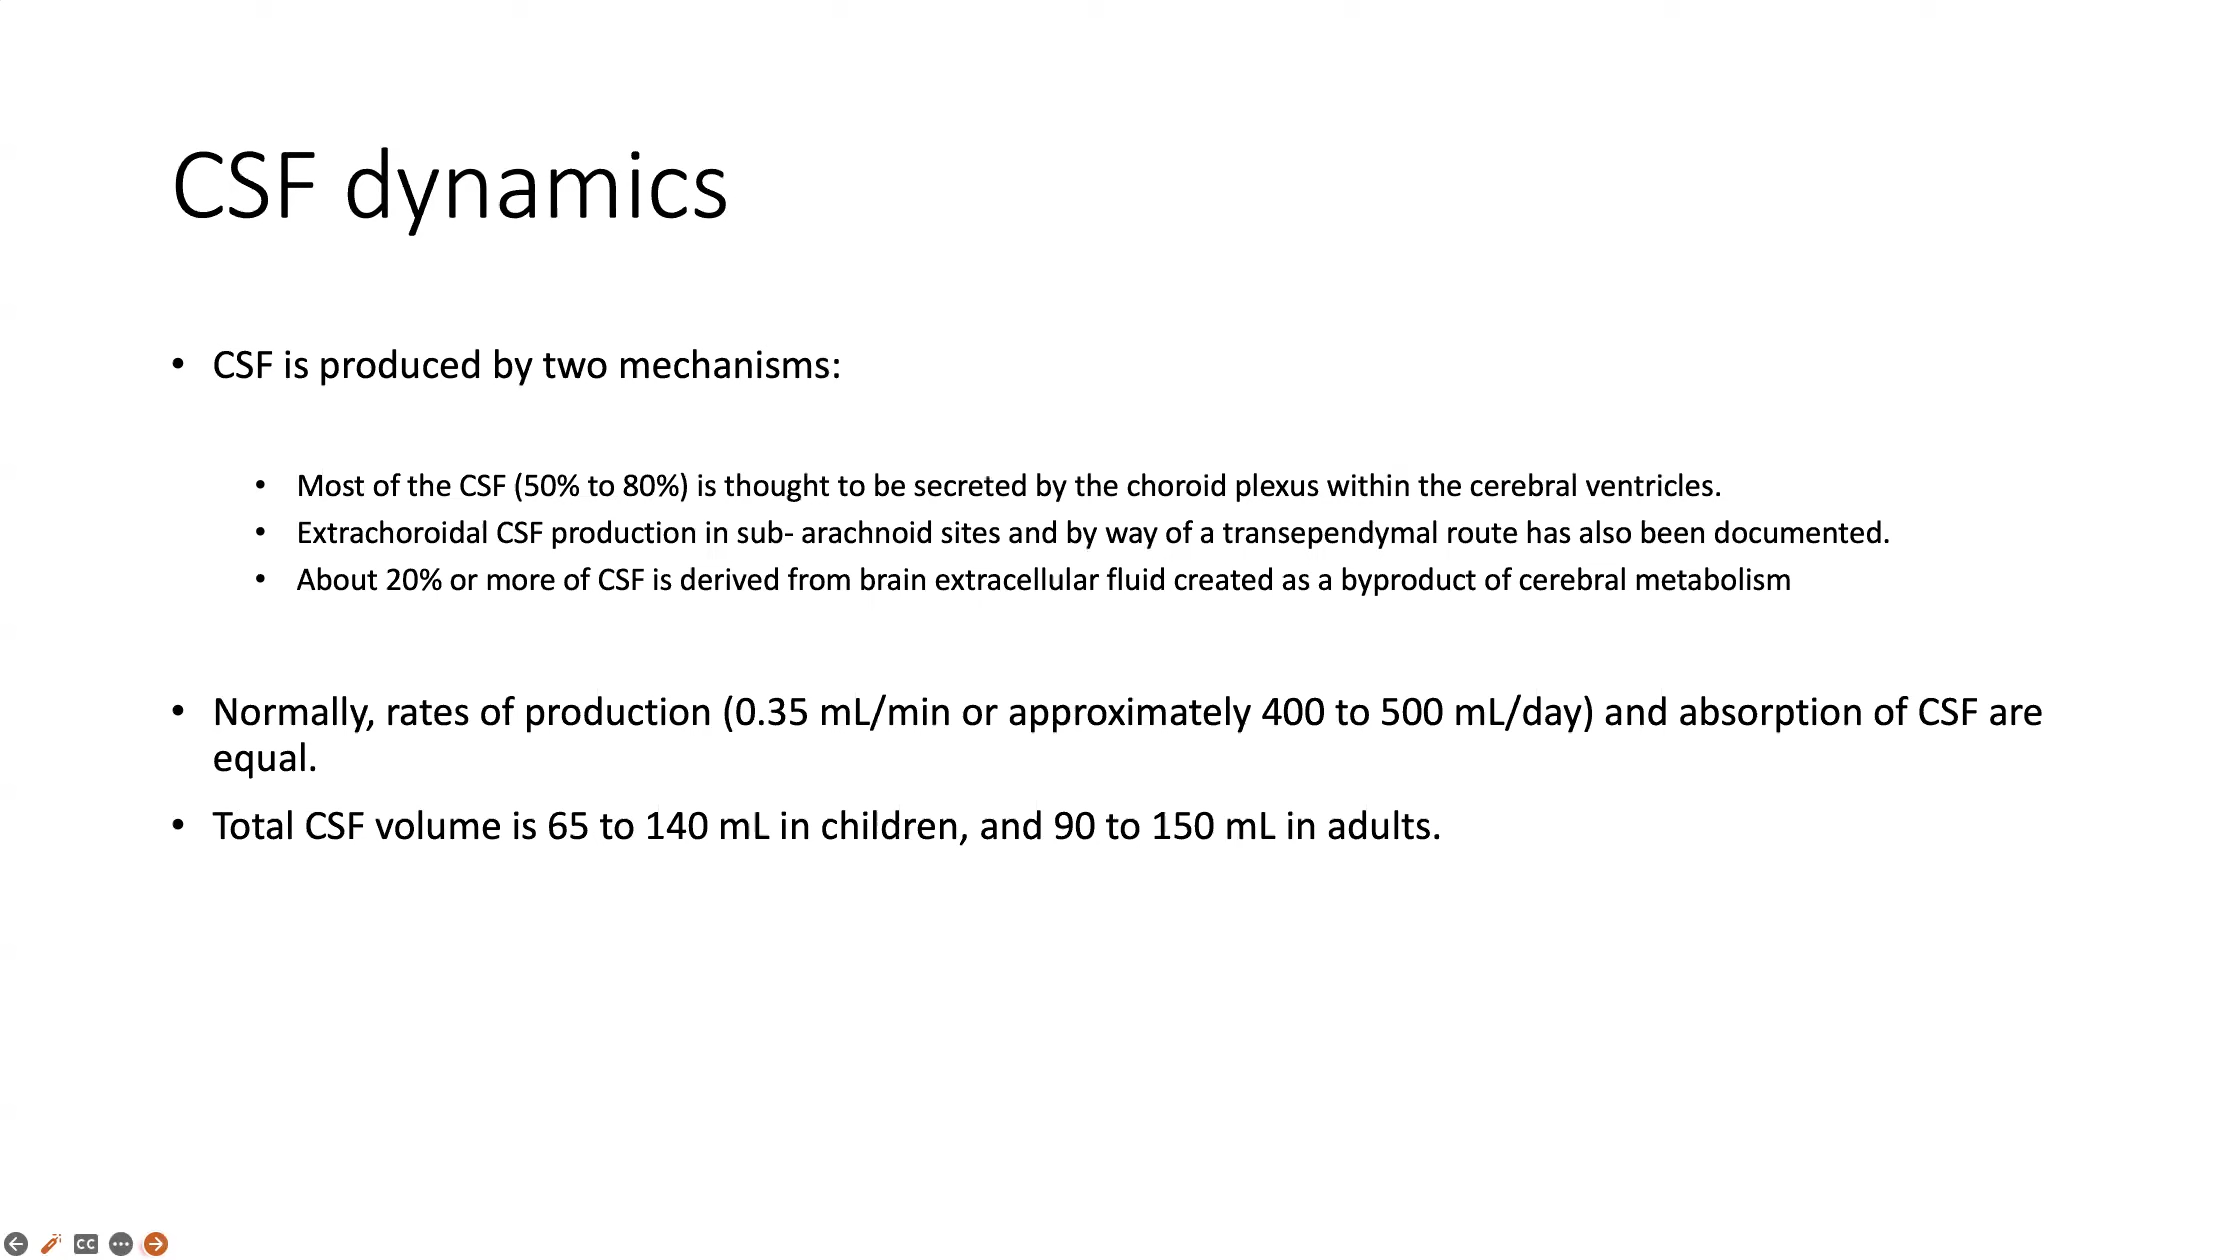 CSF dynamics
• CSF is produced by two mechanisms:
• Most of the CSF (50% to 80%) is thought to be secreted by the choroid plexus within the cerebral ventricles.
• Extrachoroidal CSF production in sub- arachnoid sites and by way of a transependymal route has also been documented.
• About 20% or more of CSF is derived from brain extracellular fluid created as a byproduct of cerebral metabolism
• Normally, rates of production (0.35 mL/min or approximately 400 to 500 mL/day) and absorption of CSF are
equal.
• Total CSF volume is 65 to 140 mL in children, and 90 to 150 mL in adults.
CC